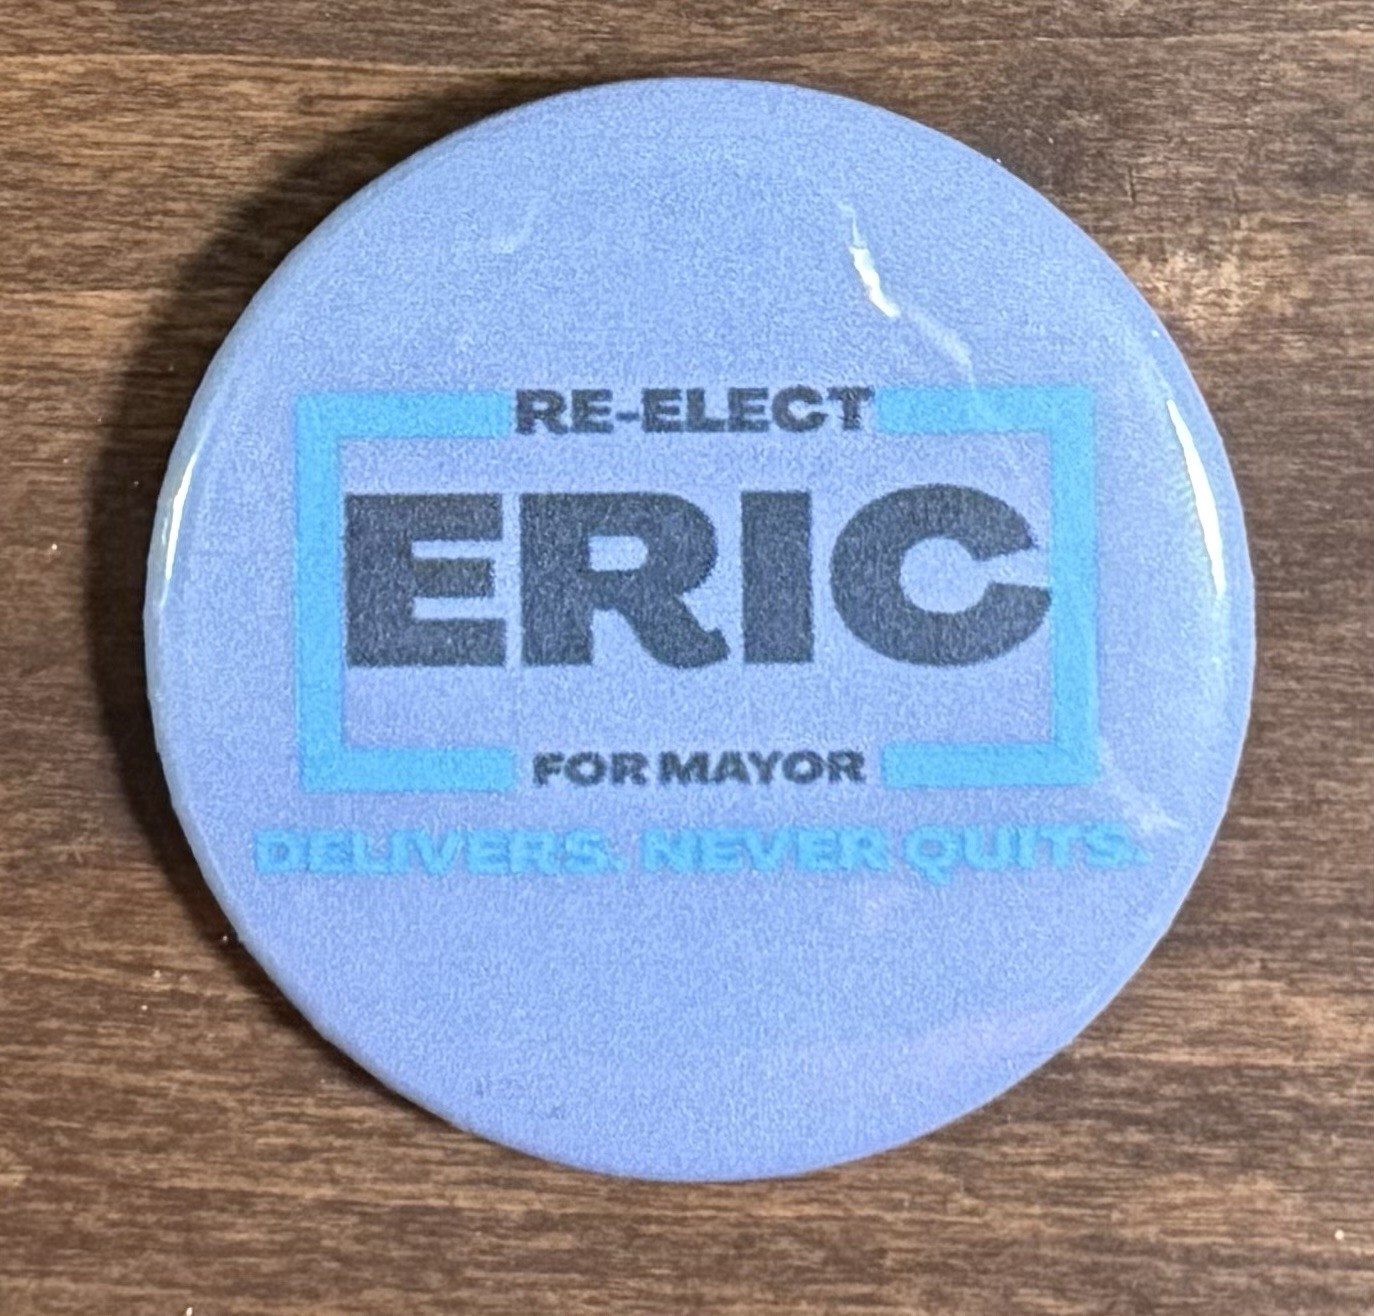 RE-ELECT
ERIC
FOR MAYOR
DELIVERS. NEVER QUITS.